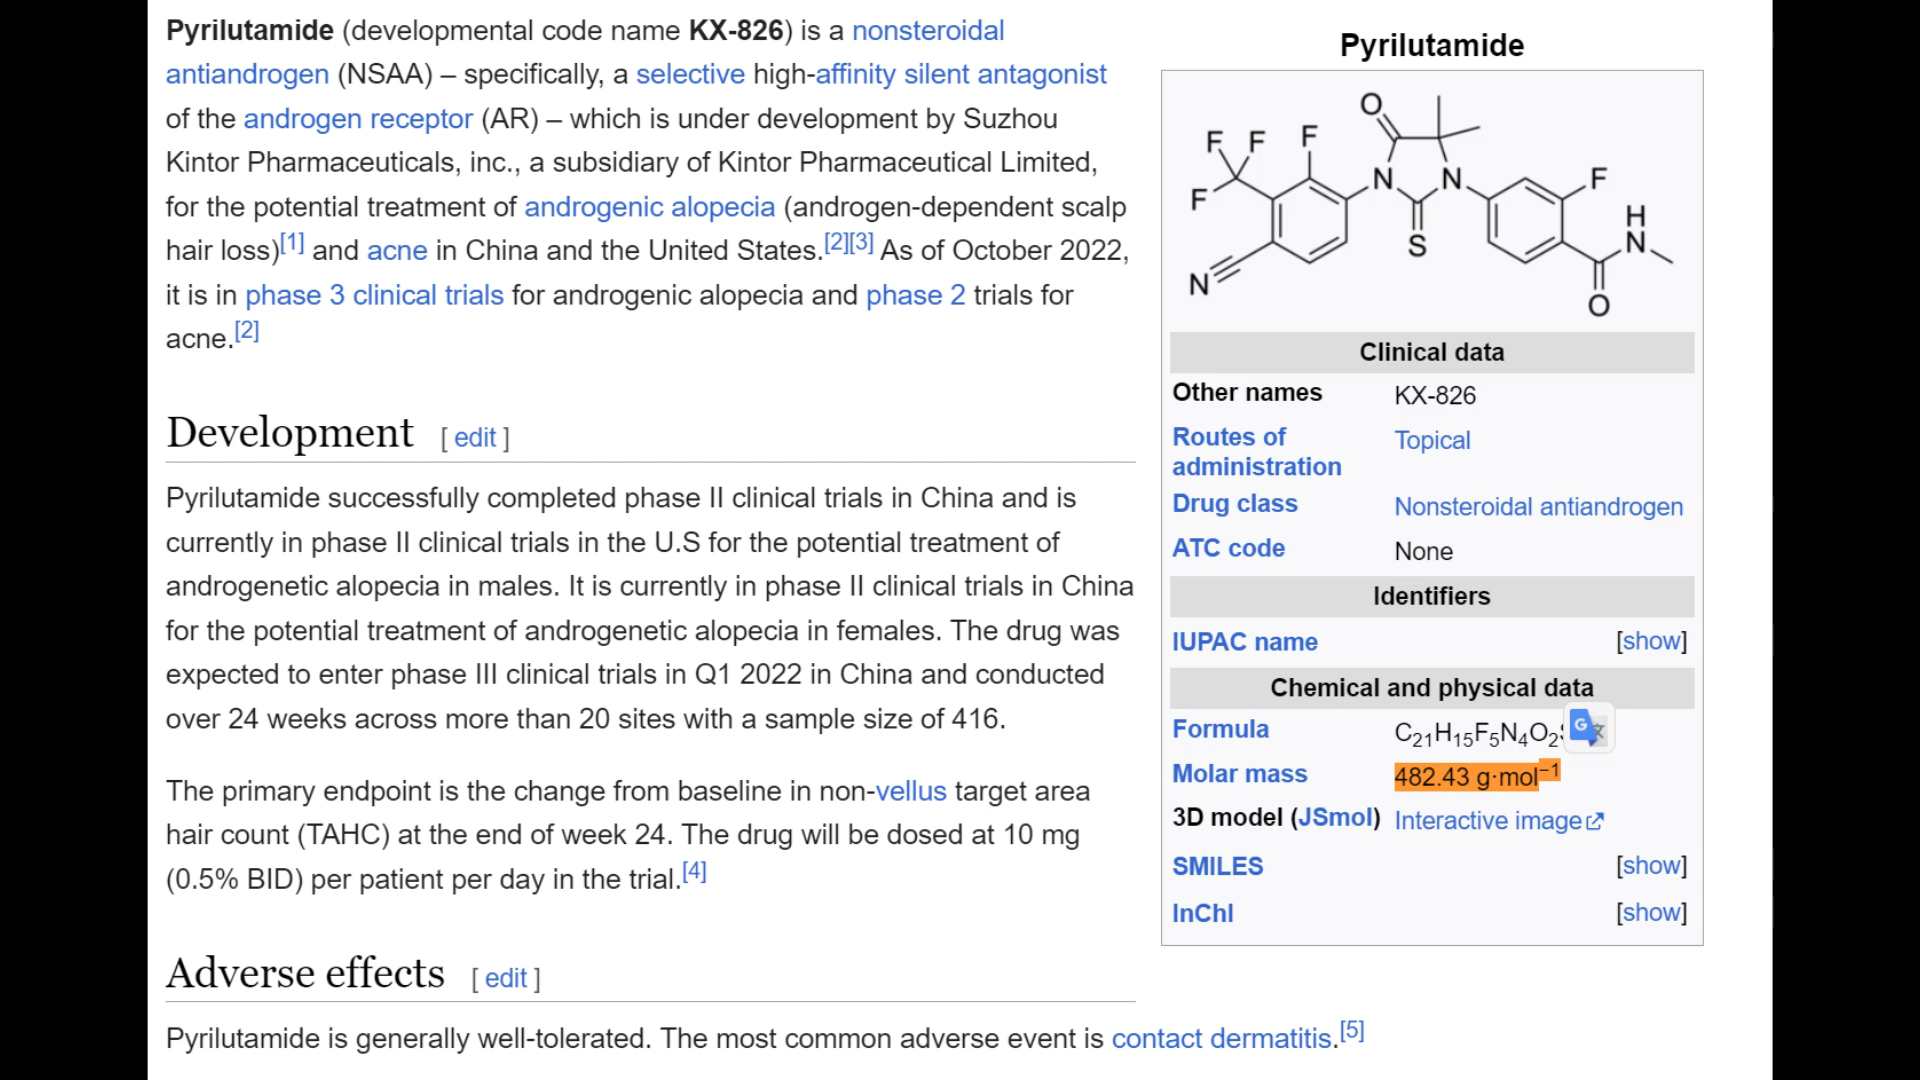 Pyrilutamide (developmental code name KX-826) is a nonsteroidal
antiandrogen (NSAA) – specifically, a selective high-affinity silent antagonist
of the androgen receptor (AR) – which is under development by Suzhou
Kintor Pharmaceuticals, inc., a subsidiary of Kintor Pharmaceutical Limited,
for the potential treatment of androgenic alopecia (androgen-dependent scalp
hair loss)[1] and acne in China and the United States.[2][3] As of October 2022,
it is in phase 3 clinical trials for androgenic alopecia and phase 2 trials for
acne.[2]
Development [ edit ]
Pyrilutamide successfully completed phase II clinical trials in China and is
currently in phase II clinical trials in the U.S for the potential treatment of
androgenetic alopecia in males. It is currently in phase II clinical trials in China
for the potential treatment of androgenetic alopecia in females. The drug was
expected to enter phase III clinical trials in Q1 2022 in China and conducted
over 24 weeks across more than 20 sites with a sample size of 416.
The primary endpoint is the change from baseline in non-vellus target area
hair count (TAHC) at the end of week 24. The drug will be dosed at 10 mg
(0.5% BID) per patient per day in the trial.[4]
Adverse effects [ edit ]
Pyrilutamide is generally well-tolerated. The most common adverse event is contact dermatitis.[5]
Pyrilutamide
O
F F F
F
N N
F
H
N
S
N
O
Clinical data
Other names KX-826
Routes of
administration Topical
Drug class Nonsteroidal antiandrogen
ATC code None
Identifiers
IUPAC name [show]
Chemical and physical data
Formula C21H15F5N4O2
G 文
Molar mass 482.43 g·mol−1
3D model (JSmol) Interactive image
SMILES [show]
InChI [show]